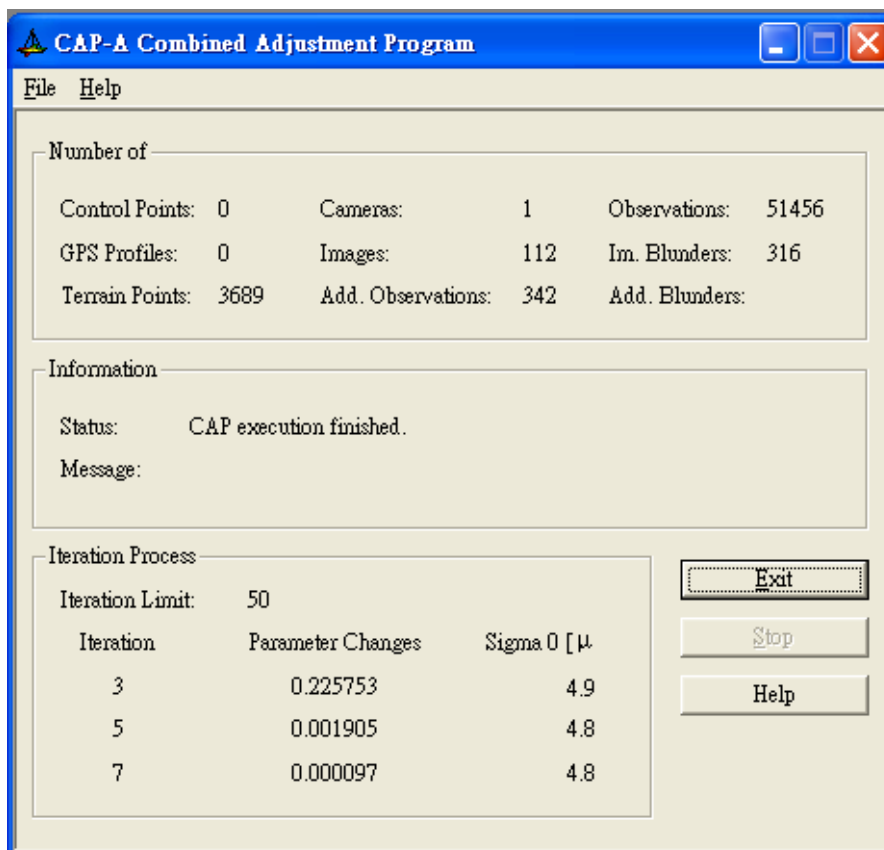 CAP-A Combined Adjustment Program
File Help
Number of
Control Points: 0 Cameras: 1 Observations: 51456
GPS Profiles: 0 Images: 112 Im. Blunders: 316
Terrain Points: 3689 Add. Observations: 342 Add. Blunders:
Information
Status: CAP execution finished.
Message:
Iteration Process
Iteration Limit: 50
Iteration Parameter Changes Sigma 0 [μ
3 0.225753 4.9
5 0.001905 4.8
7 0.000097 4.8
Exit
Stop
Help